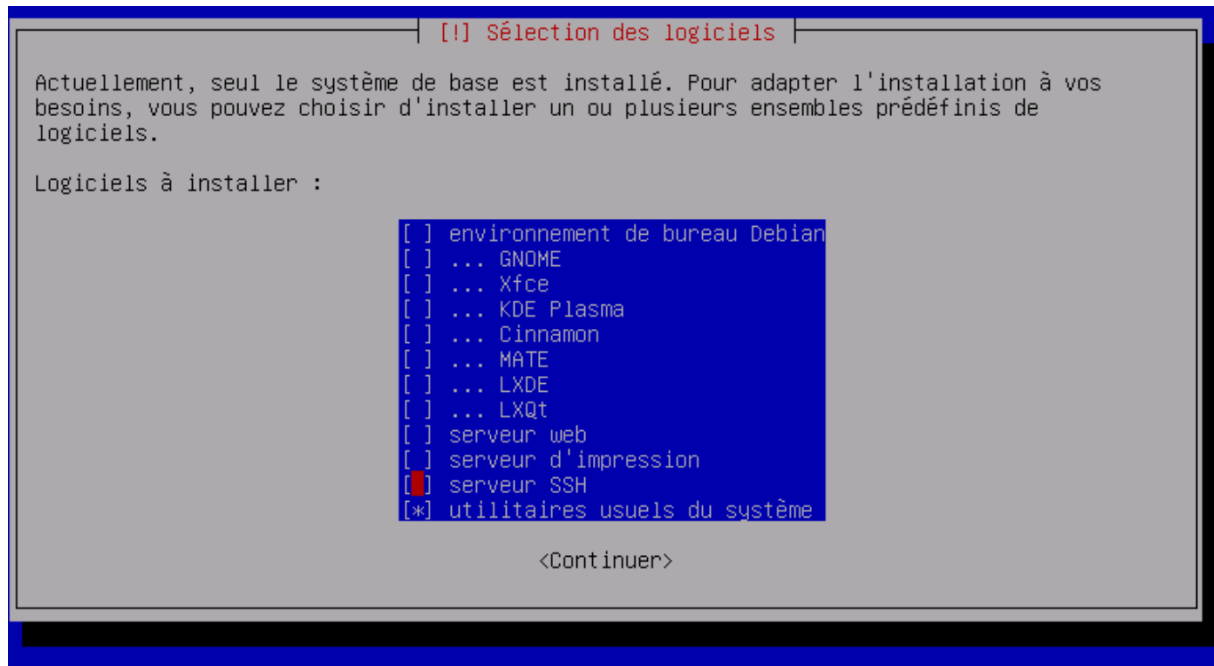 [!] Sélection des logiciels
Actuellement, seul le système de base est installé. Pour adapter l'installation à vos
besoins, vous pouvez choisir d'installer un ou plusieurs ensembles prédéfinis de
logiciels.
Logiciels à installer :
[ ] environnement de bureau Debian
[ ] ... GNOME
[ ] ... Xfce
[ ] ... KDE Plasma
[ ] ... Cinnamon
[ ] ... MATE
[ ] ... LXDE
[ ] ... LXQt
[ ] serveur web
[ ] serveur d'impression
[ ] serveur SSH
[*] utilitaires usuels du système
<Continuer>